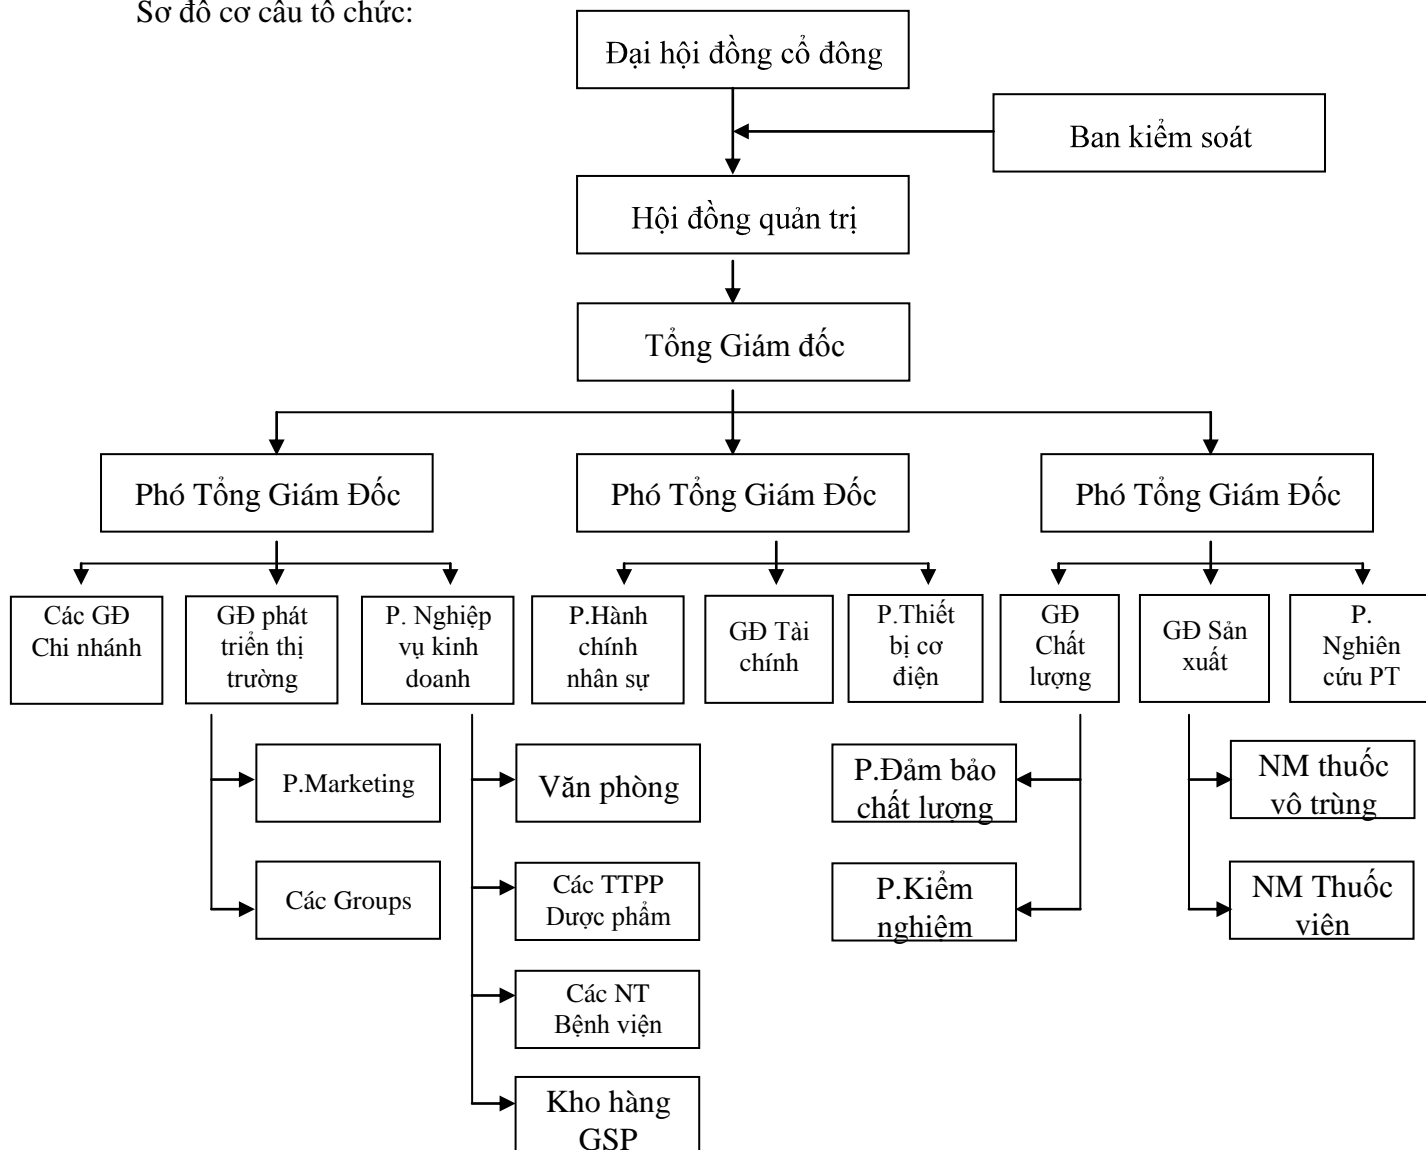 Sơ đồ cơ cấu tổ chức:
Đại hội đồng cổ đông
Ban kiểm soát
Hội đồng quản trị
Tổng Giám đốc
Phó Tổng Giám Đốc
Phó Tổng Giám Đốc
Phó Tổng Giám Đốc
Các GĐ
Chi nhánh
GĐ phát
triển thị
trường
P. Nghiệp
vụ kinh
doanh
P.Hành
chính
nhân sự
GĐ Tài
chính
P.Thiết
bị cơ
điện
GĐ
Chất
lượng
GĐ Sản
xuất
P.
Nghiên
cứu PT
P.Marketing
Các Groups
Văn phòng
Các TTPP
Dược phẩm
Các NT
Bệnh viện
Kho hàng
GSP
P.Đảm bảo
chất lượng
P.Kiểm
nghiệm
NM thuốc
vô trùng
NM Thuốc
viên